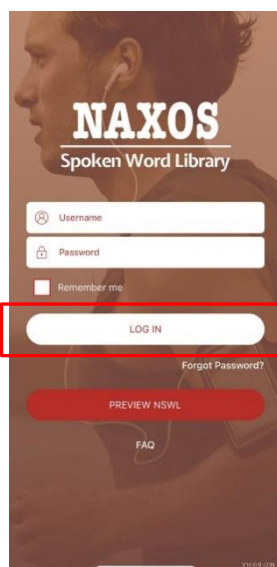 NAXOS
Spoken Word Library
Username
Password
Remember me
LOG IN
Forgot Password?
PREVIEW NSWL
FAQ